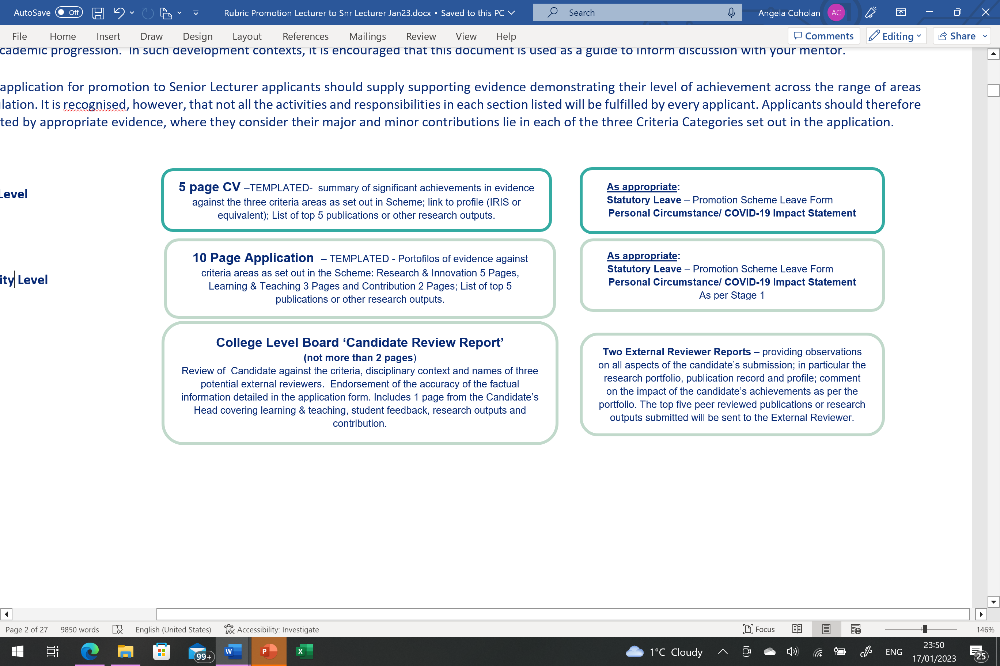 AutoSave Off Rubric Promotion Lecturer to Snr Lecturer Jan23.docx • Saved to this PC Search Angela Coholan AC
File Home Insert Draw Design Layout References Mailings Review View Help Comments Editing Share
cademic progression.  In such development contexts, it is encouraged that this document is used as a guide to inform discussion with your mentor.
application for promotion to Senior Lecturer applicants should supply supporting evidence demonstrating their level of achievement across the range of areas
lation. It is recognised, however, that not all the activities and responsibilities in each section listed will be fulfilled by every applicant. Applicants should therefore
ted by appropriate evidence, where they consider their major and minor contributions lie in each of the three Criteria Categories set out in the application.
Level
5 page CV –TEMPLATED-  summary of significant achievements in evidence
against the three criteria areas as set out in Scheme; link to profile (IRIS or
equivalent); List of top 5 publications or other research outputs.
As appropriate:
Statutory Leave – Promotion Scheme Leave Form
Personal Circumstance/ COVID-19 Impact Statement
ity Level
10 Page Application  – TEMPLATED - Portofilos of evidence against
criteria areas as set out in the Scheme: Research & Innovation 5 Pages,
Learning & Teaching 3 Pages and Contribution 2 Pages; List of top 5
publications or other research outputs.
As appropriate:
Statutory Leave – Promotion Scheme Leave Form
Personal Circumstance/ COVID-19 Impact Statement
As per Stage 1
College Level Board ‘Candidate Review Report’
(not more than 2 pages)
Review of  Candidate against the criteria, disciplinary context and names of three
potential external reviewers.  Endorsement of the accuracy of the factual
information detailed in the application form. Includes 1 page from the Candidate’s
Head covering learning & teaching, student feedback, research outputs and
contribution.
Two External Reviewer Reports – providing observations
on all aspects of the candidate’s submission; in particular the
research portfolio, publication record and profile; comment
on the impact of the candidate’s achievements as per the
portfolio. The top five peer reviewed publications or research
outputs submitted will be sent to the External Reviewer.
Page 2 of 27 9850 words English (United States) Accessibility: Investigate Focus 146%
99+ W P X 1°C Cloudy ENG 23:50
17/01/2023 25